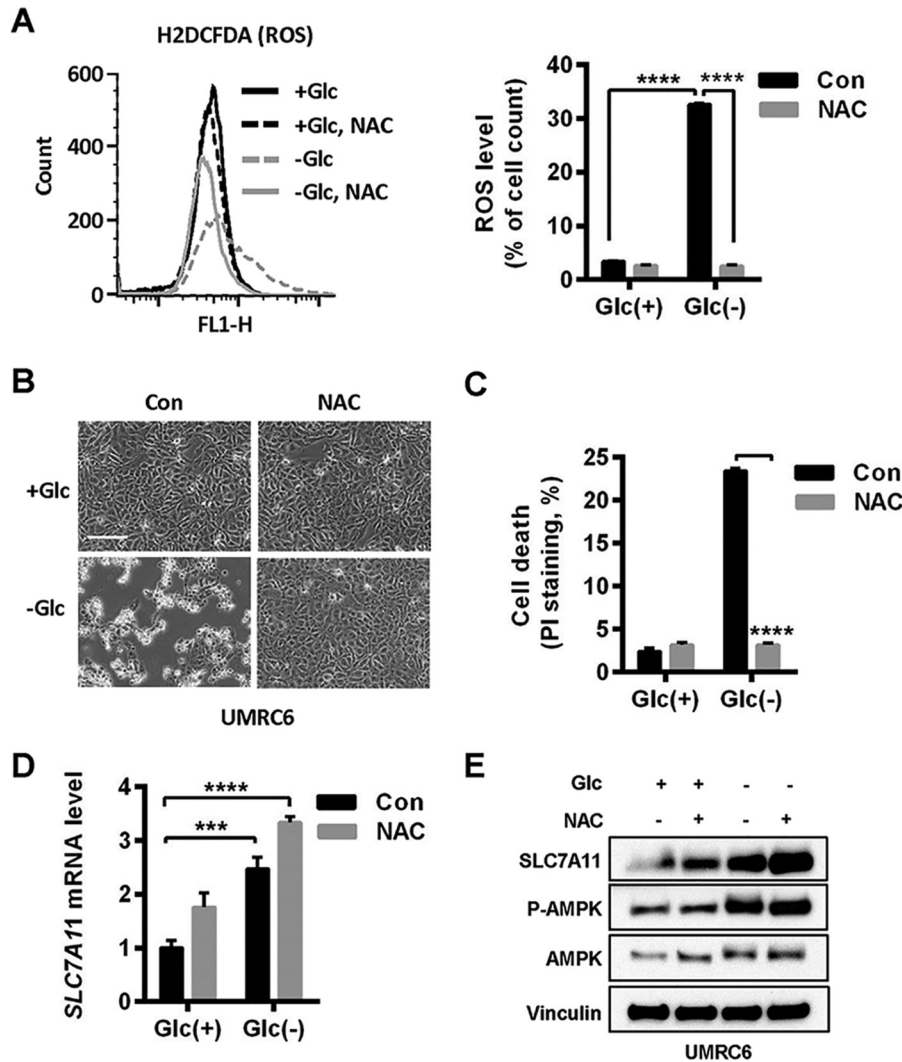 A
H2DCFDA (ROS)
600
400
200
0
Count
FL1-H
+Glc
+Glc, NAC
-Glc
-Glc, NAC
40
30
20
10
0
ROS level
(% of cell count)
**** ****
Con
NAC
Glc(+) Glc(-)
B
Con NAC
+Glc
-Glc
UMRC6
C
25
20
15
10
5
0
Cell death
(PI staining, %)
****
Con
NAC
Glc(+) Glc(-)
D
4
3
2
1
0
SLC7A11 mRNA level
****
***
Con
NAC
Glc(+) Glc(-)
E
Glc + + - -
NAC - + - +
SLC7A11
P-AMPK
AMPK
Vinculin
UMRC6